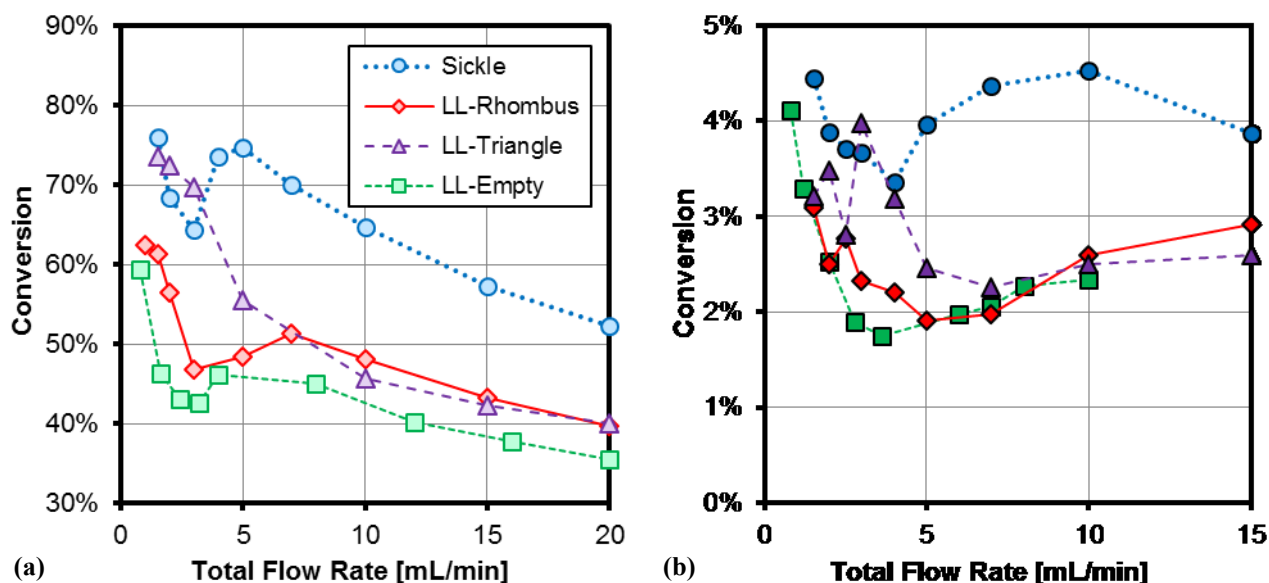 90%
80%
70%
60%
50%
40%
30%
Conversion
Sickle
LL-Rhombus
LL-Triangle
LL-Empty
0 5 10 15 20
Total Flow Rate [mL/min]
(a)
5%
4%
3%
2%
1%
0%
Conversion
0 5 10 15
Total Flow Rate [mL/min]
(b)